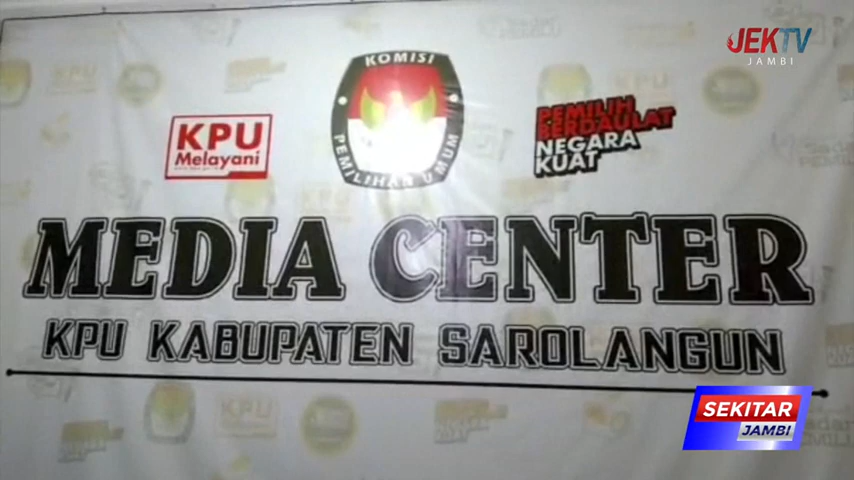 JEKTV
JAMBI
KOMISI
PEMILIHAN UMUM
KPU
Melayani
PEMILIH
BERDAULAT
NEGARA
KUAT
MEDIA CENTER
KPU KABUPATEN SAROLANGUN
SEKITAR
JAMBI